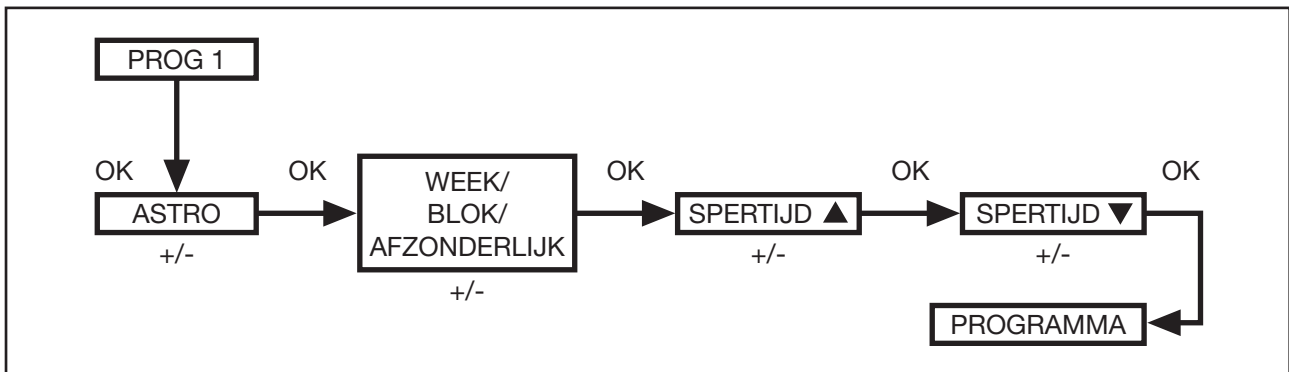 PROG 1
OK
OK
OK
OK
OK
ASTRO
WEEK/
BLOK/
AFZONDERLIJK
SPERTIJD ▲
SPERTIJD ▼
+/-
+/-
+/-
+/-
PROGRAMMA